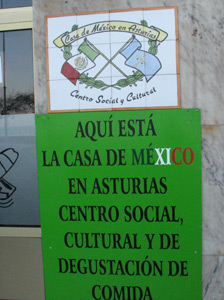 Casa de México en Asturias
Centro Social y Cultural
AQUÍ ESTÁ
LA CASA DE MÉXICO
EN ASTURIAS
CENTRO SOCIAL,
CULTURAL Y DE
DEGUSTACIÓN DE
COMIDA